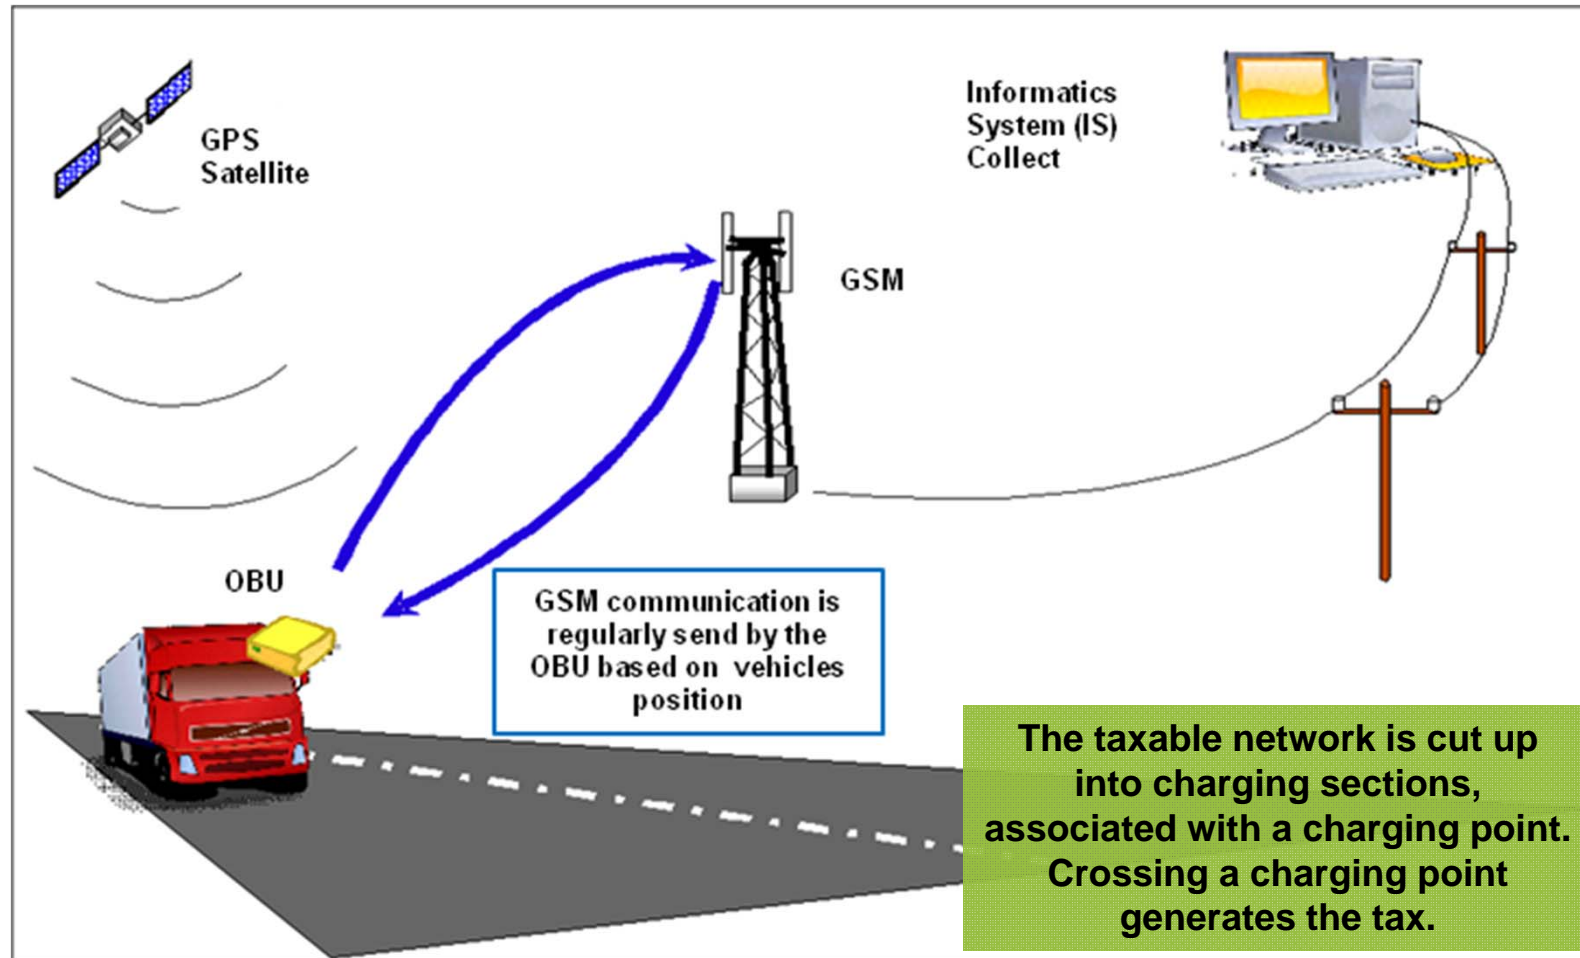 GPS
Satellite
Informatics
System (IS)
Collect
GSM
OBU
GSM communication is
regularly send by the
OBU based on vehicles
position
The taxable network is cut up
into charging sections,
associated with a charging point.
Crossing a charging point
generates the tax.